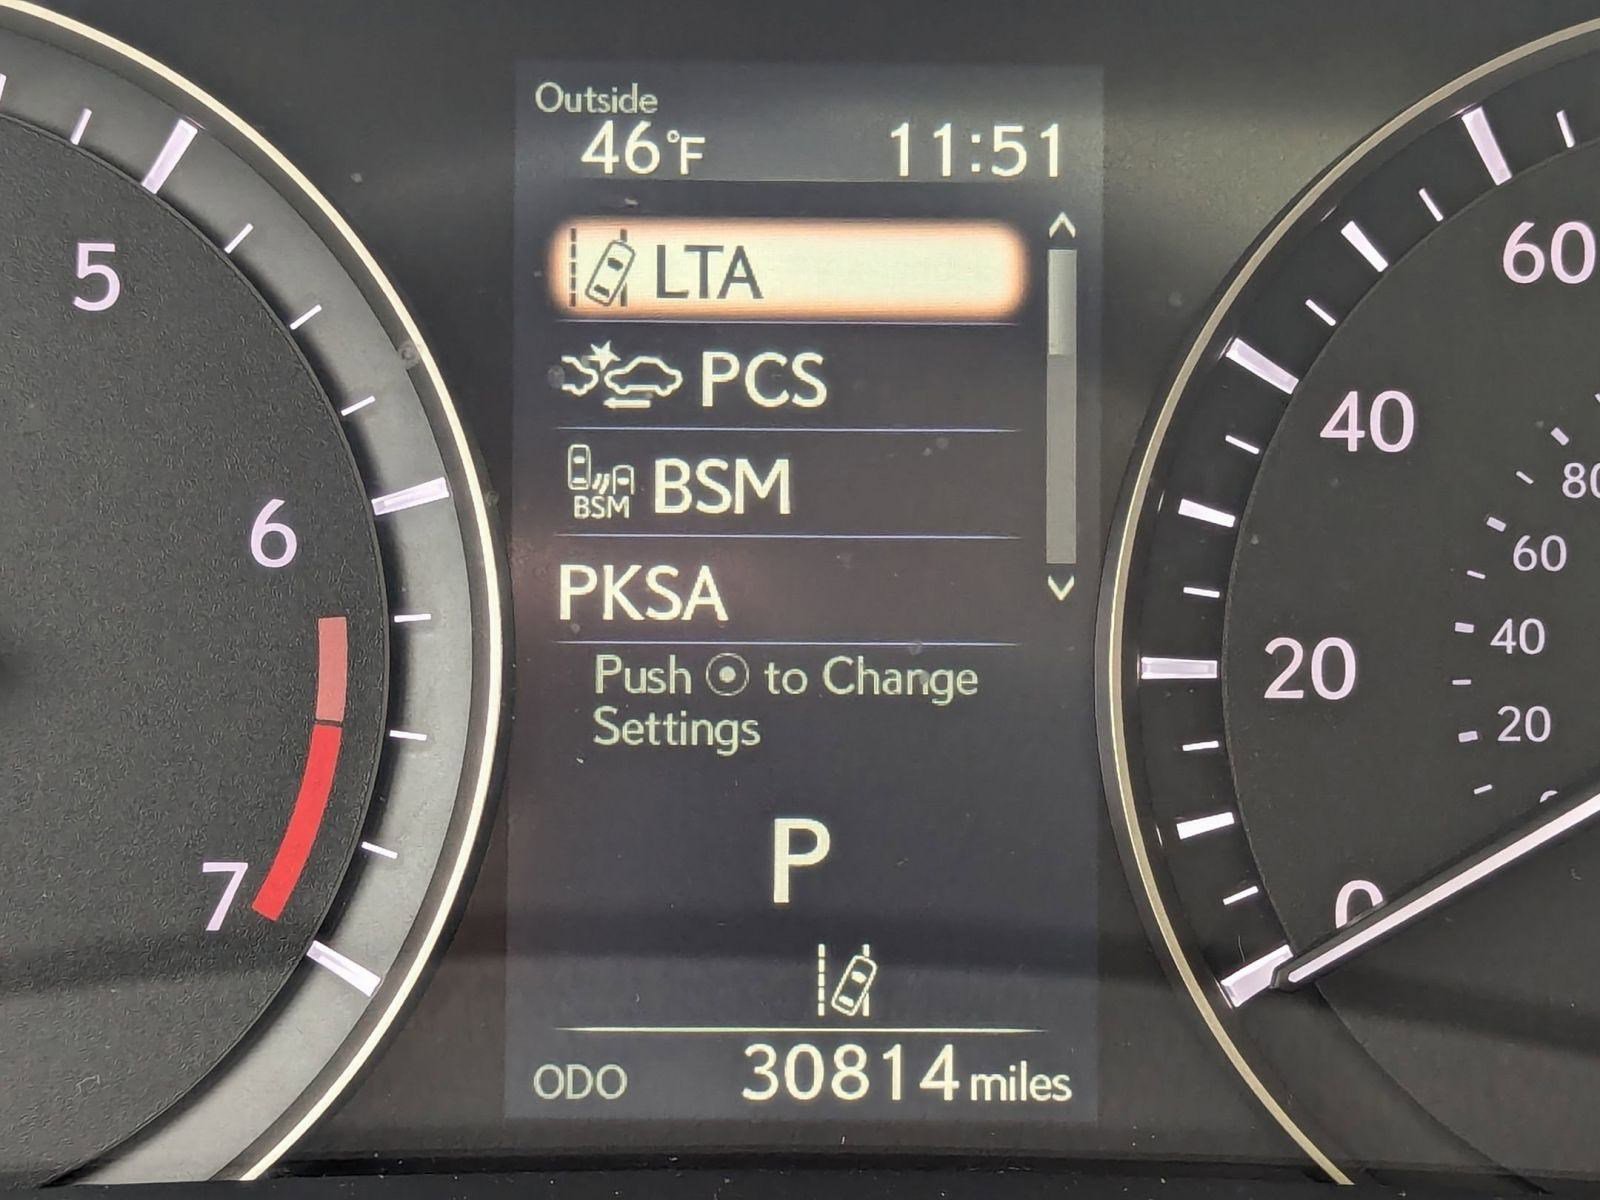 Outside
46°F 11:51
LTA
PCS
BSM BSM
PKSA
Push to Change
Settings
P
ODO 30814 miles
5
6
7
60
40
20
0
80
60
40
20